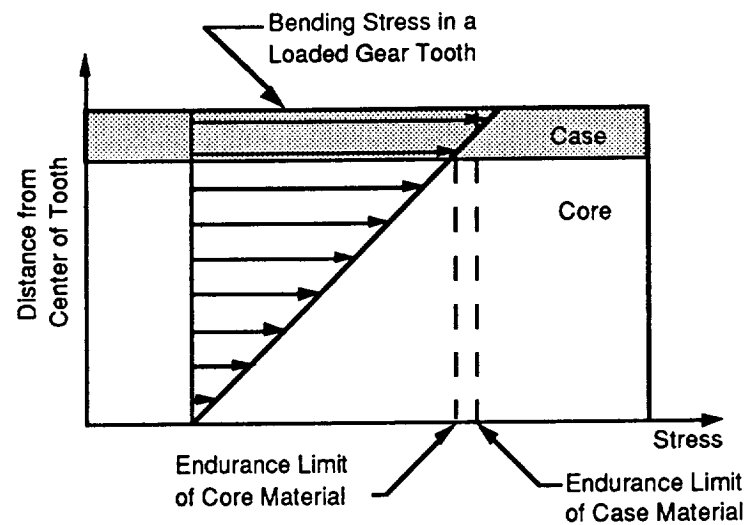 Bending Stress in a
Loaded Gear Tooth
Case
Core
Distance from
Center of Tooth
Stress
Endurance Limit
of Core Material
Endurance Limit
of Case Material